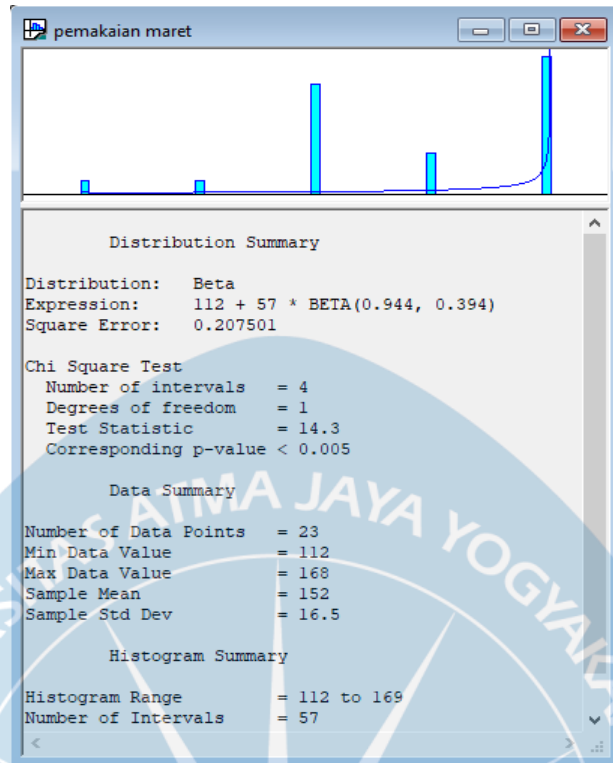 pemakaian maret
Distribution Summary
Distribution: Beta
Expression: 112 + 57 * BETA(0.944, 0.394)
Square Error: 0.207501
Chi Square Test
Number of intervals = 4
Degrees of freedom = 1
Test Statistic = 14.3
Corresponding p-value < 0.005
Data Summary
Number of Data Points = 23
Min Data Value = 112
Max Data Value = 168
Sample Mean = 152
Sample Std Dev = 16.5
Histogram Summary
Histogram Range = 112 to 169
Number of Intervals = 57
ATMA JAYA